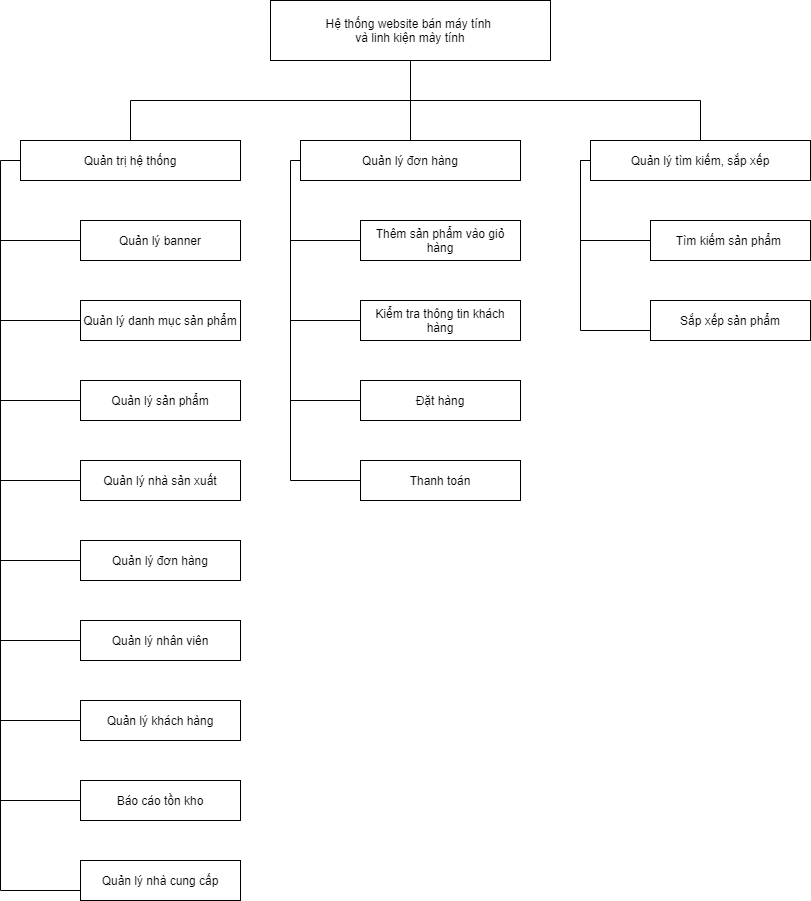 Hệ thống website bán máy tính
và linh kiện máy tính
Quản trị hệ thống
Quản lý đơn hàng
Quản lý tìm kiếm, sắp xếp
Quản lý banner
Thêm sản phẩm vào giỏ
hàng
Tìm kiếm sản phẩm
Quản lý danh mục sản phẩm
Kiểm tra thông tin khách
hàng
Sắp xếp sản phẩm
Quản lý sản phẩm
Đặt hàng
Quản lý nhà sản xuất
Thanh toán
Quản lý đơn hàng
Quản lý nhân viên
Quản lý khách hàng
Báo cáo tồn kho
Quản lý nhà cung cấp